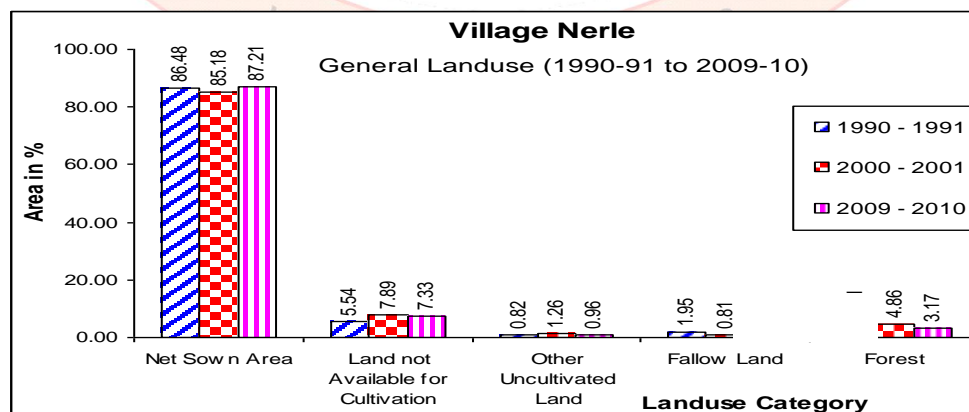 Village Nerle
General Landuse (1990-91 to 2009-10)
100.00
80.00
60.00
40.00
20.00
0.00
Area in %
86.48
85.18
87.21
5.54
7.89
7.33
0.82
1.26
0.96
1.95
0.81
4.86
3.17
1990 - 1991
2000 - 2001
2009 - 2010
Net Sown Area
Land not
Available for
Cultivation
Other
Uncultivated
Land
Fallow Land
Forest
Landuse Category